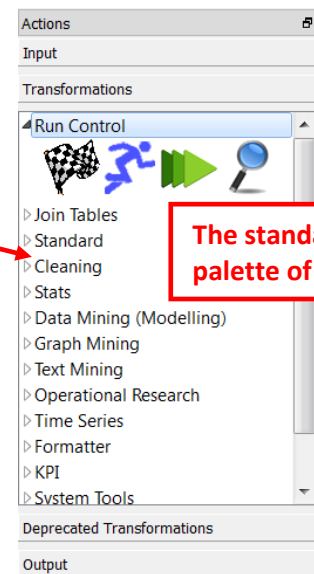 Actions
Input
Transformations
Run Control
Join Tables
Standard
Cleaning
Stats
Data Mining (Modelling)
Graph Mining
Text Mining
Operational Research
Time Series
Formatter
KPI
System Tools
Deprecated Transformations
Output
The standa
palette of